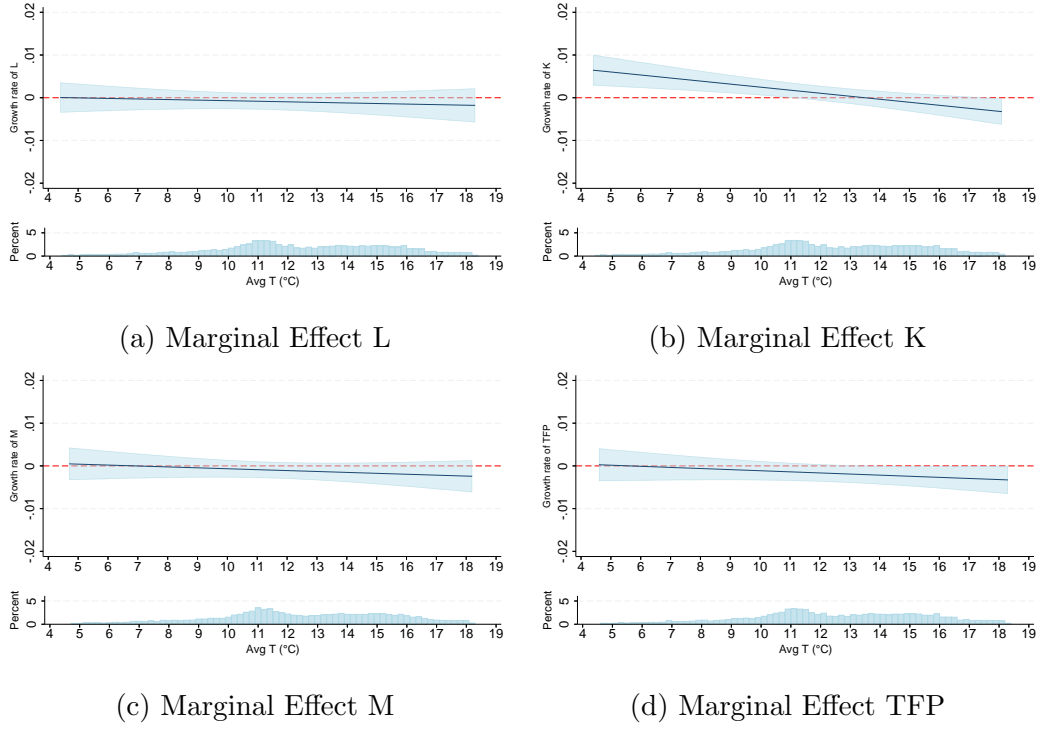 Growth rate of L
.02
.01
0
-.01
-.02
4 5 6 7 8 9 10 11 12 13 14 15 16 17 18 19
Percent
5
0
4 5 6 7 8 9 10 11 12 13 14 15 16 17 18 19
Avg T (°C)
(a) Marginal Effect L
Growth rate of K
.02
.01
0
-.01
-.02
4 5 6 7 8 9 10 11 12 13 14 15 16 17 18 19
Percent
5
0
4 5 6 7 8 9 10 11 12 13 14 15 16 17 18 19
Avg T (°C)
(b) Marginal Effect K
Growth rate of M
.02
.01
0
-.01
-.02
4 5 6 7 8 9 10 11 12 13 14 15 16 17 18 19
Percent
5
0
4 5 6 7 8 9 10 11 12 13 14 15 16 17 18 19
Avg T (°C)
(c) Marginal Effect M
Growth rate of TFP
.02
.01
0
-.01
-.02
4 5 6 7 8 9 10 11 12 13 14 15 16 17 18 19
Percent
5
0
4 5 6 7 8 9 10 11 12 13 14 15 16 17 18 19
Avg T (°C)
(d) Marginal Effect TFP